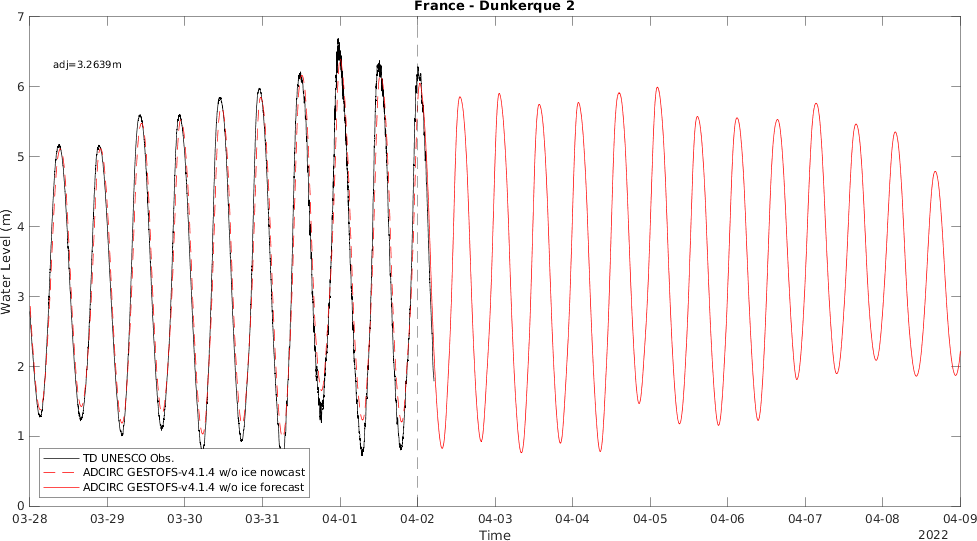 France - Dunkerque 2
adj=3.2639m
Water Level (m)
7
6
5
4
3
2
1
0
TD UNESCO Obs.
ADCIRC GESTOFS-v4.1.4 w/o ice nowcast
ADCIRC GESTOFS-v4.1.4 w/o ice forecast
03-28 03-29 03-30 03-31 04-01 04-02 04-03 04-04 04-05 04-06 04-07 04-08 04-09
Time
2022